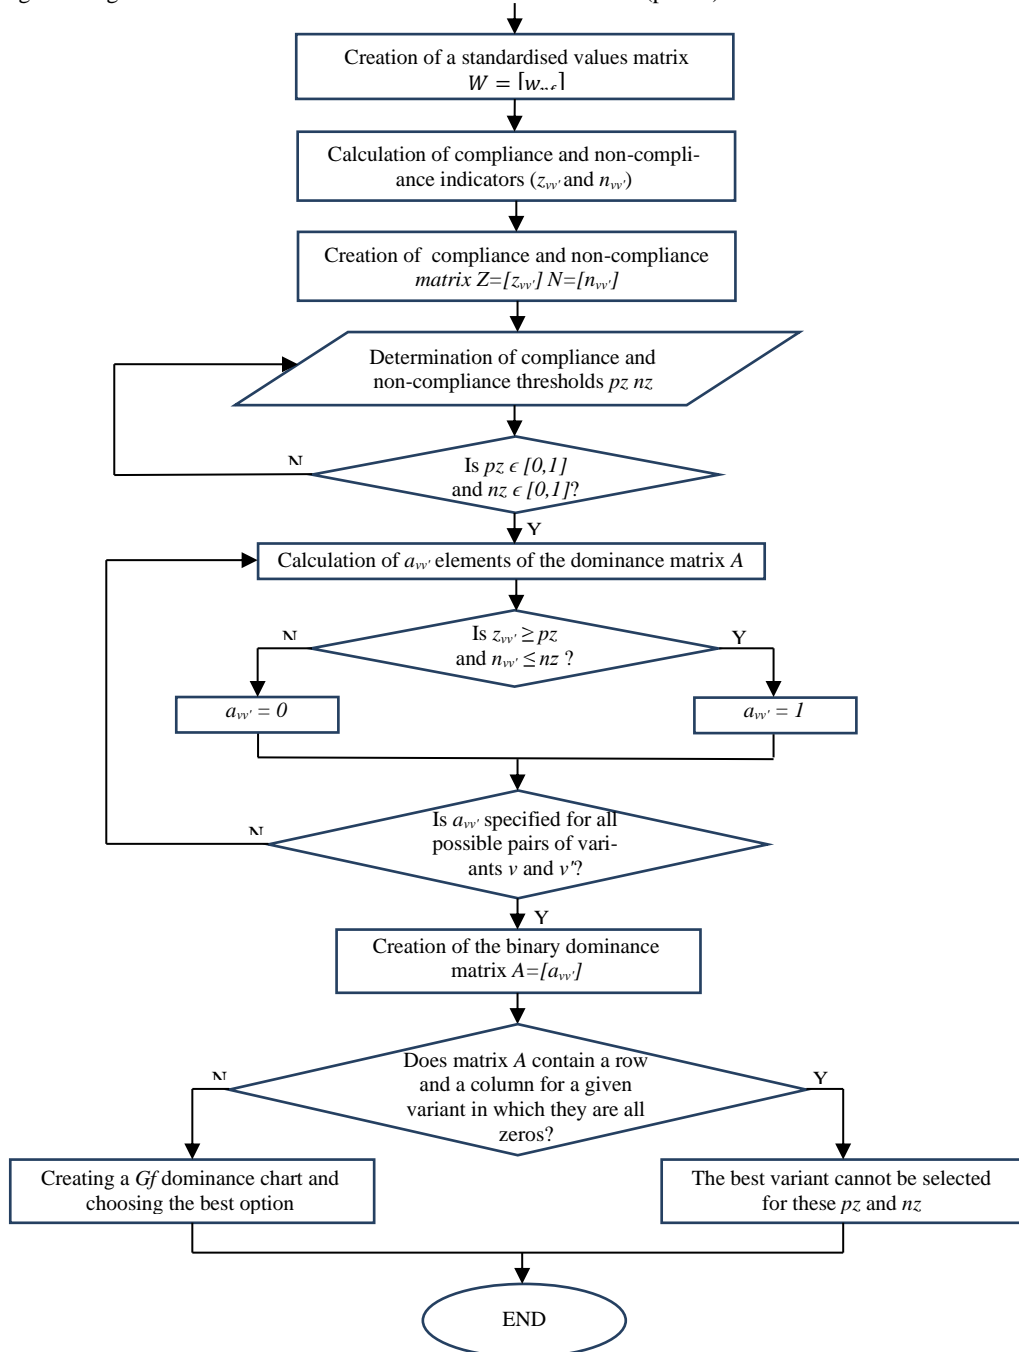 Creation of a standardised values matrix
W = [w
Calculation of compliance and non-compli-
ance indicators (zvv' and nvv')
Creation of compliance and non-compliance
matrix Z=[zvv'] N=[nvv']
Determination of compliance and
non-compliance thresholds pz nz
N
Is pz ϵ [0,1]
and nz ϵ [0,1]?
Y
Calculation of avv' elements of the dominance matrix A
N
Is zvv' ≥ pz
and nvv' ≤ nz ?
Y
avv' = 0
avv' = 1
N
Is avv' specified for all
possible pairs of vari-
ants v and v'?
Y
Creation of the binary dominance
matrix A=[avv']
N
Does matrix A contain a row
and a column for a given
variant in which they are all
zeros?
Y
Creating a Gf dominance chart and
choosing the best option
The best variant cannot be selected
for these pz and nz
END